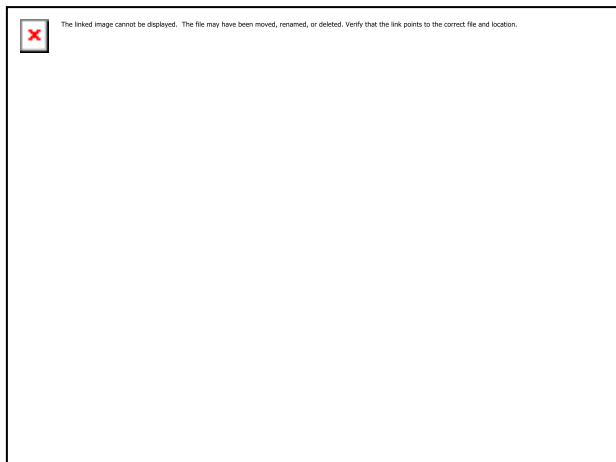 The linked image cannot be displayed.  The file may have been moved, renamed, or deleted. Verify that the link points to the correct file and location.